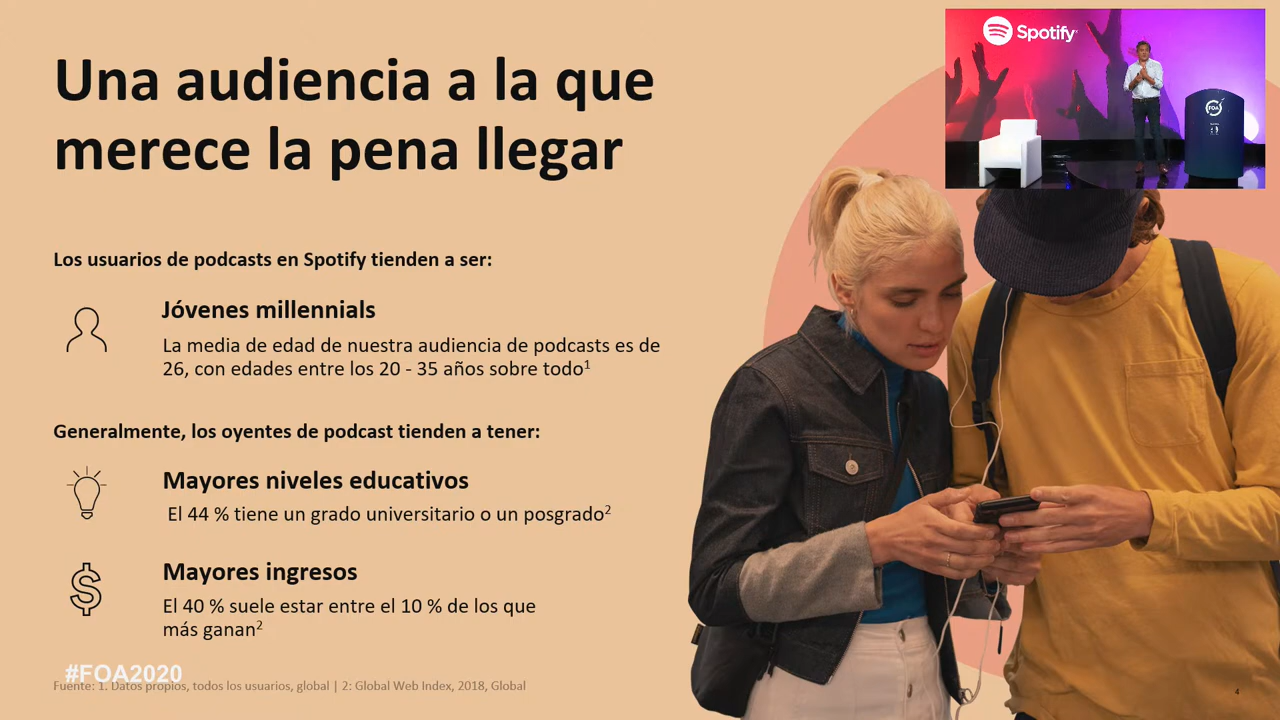 Una audiencia a la que
merece la pena llegar
Spotify
FOA
Los usuarios de podcasts en Spotify tienden a ser:
Jóvenes millennials
La media de edad de nuestra audiencia de podcasts es de
26, con edades entre los 20 - 35 años sobre todo¹
Generalmente, los oyentes de podcast tienden a tener:
Mayores niveles educativos
El 44 % tiene un grado universitario o un posgrado²
Mayores ingresos
El 40 % suele estar entre el 10 % de los que
más ganan²
#FOA2020
Fuente: 1. Datos propios, todos los usuarios, global | 2: Global Web Index, 2018, Global
4